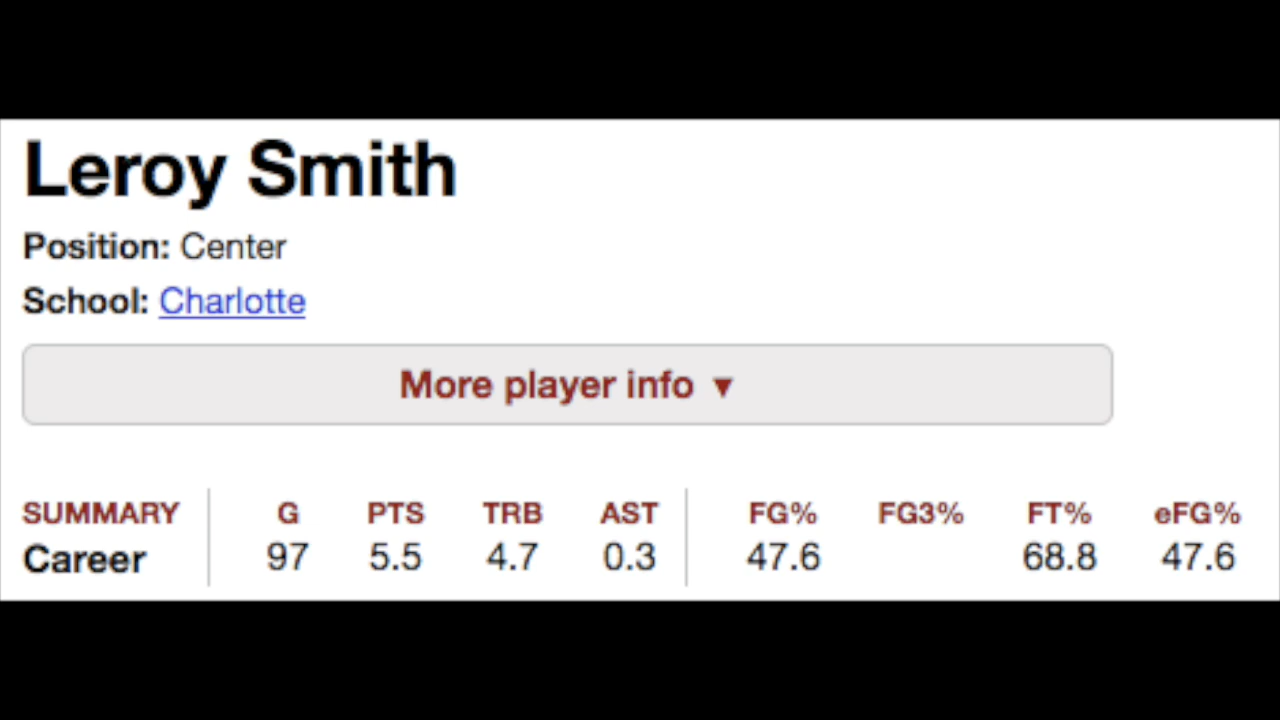 Leroy Smith
Position: Center
School: Charlotte
More player info ▼
SUMMARY G PTS TRB AST FG% FG3% FT% eFG%
Career 97 5.5 4.7 0.3 47.6 68.8 47.6